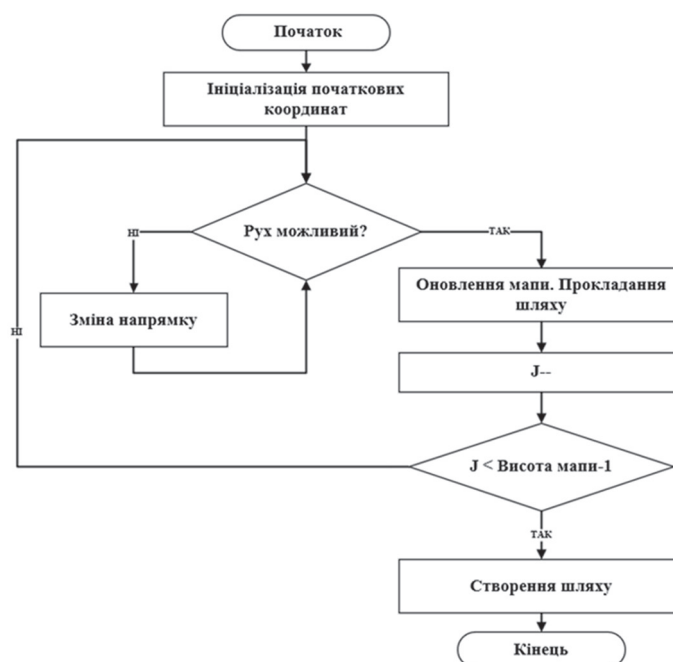 Початок
Ініціалізація початкових
координат
Рух можливий?
НІ
ТАК
Оновлення мапи. Прокладання
шляху
Зміна напрямку
НІ
J--
J < Висота мапи-1
ТАК
Створення шляху
Кінець